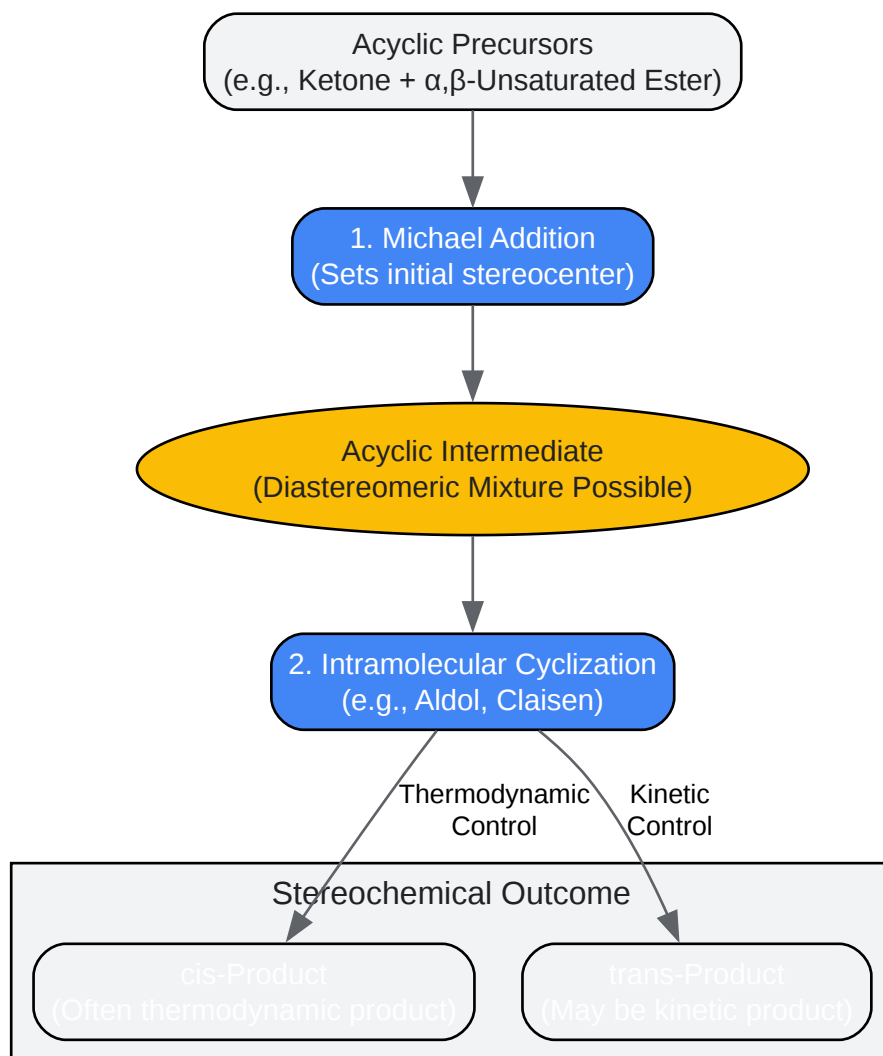 Acyclic Precursors
(e.g., Ketone + α,β-Unsaturated Ester)
1. Michael Addition
(Sets initial stereocenter)
Acyclic Intermediate
(Diastereomeric Mixture Possible)
2. Intramolecular Cyclization
(e.g., Aldol, Claisen)
Thermodynamic
Control
Kinetic
Control
Stereochemical Outcome
cis-Product
(Often thermodynamic product)
trans-Product
(May be kinetic product)